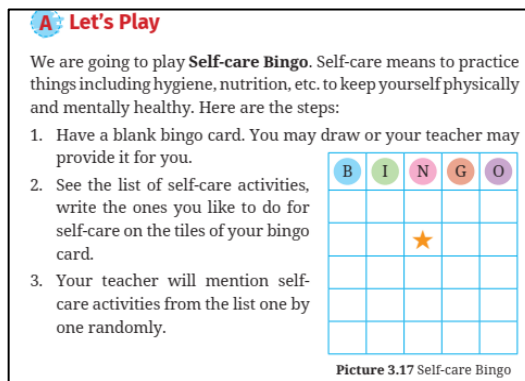 A Let's Play
We are going to play Self-care Bingo. Self-care means to practice
things including hygiene, nutrition, etc. to keep yourself physically
and mentally healthy. Here are the steps:
1. Have a blank bingo card. You may draw or your teacher may
provide it for you.
2. See the list of self-care activities,
write the ones you like to do for
self-care on the tiles of your bingo
card.
3. Your teacher will mention self-
care activities from the list one by
one randomly.
B I N G O
Picture 3.17 Self-care Bingo